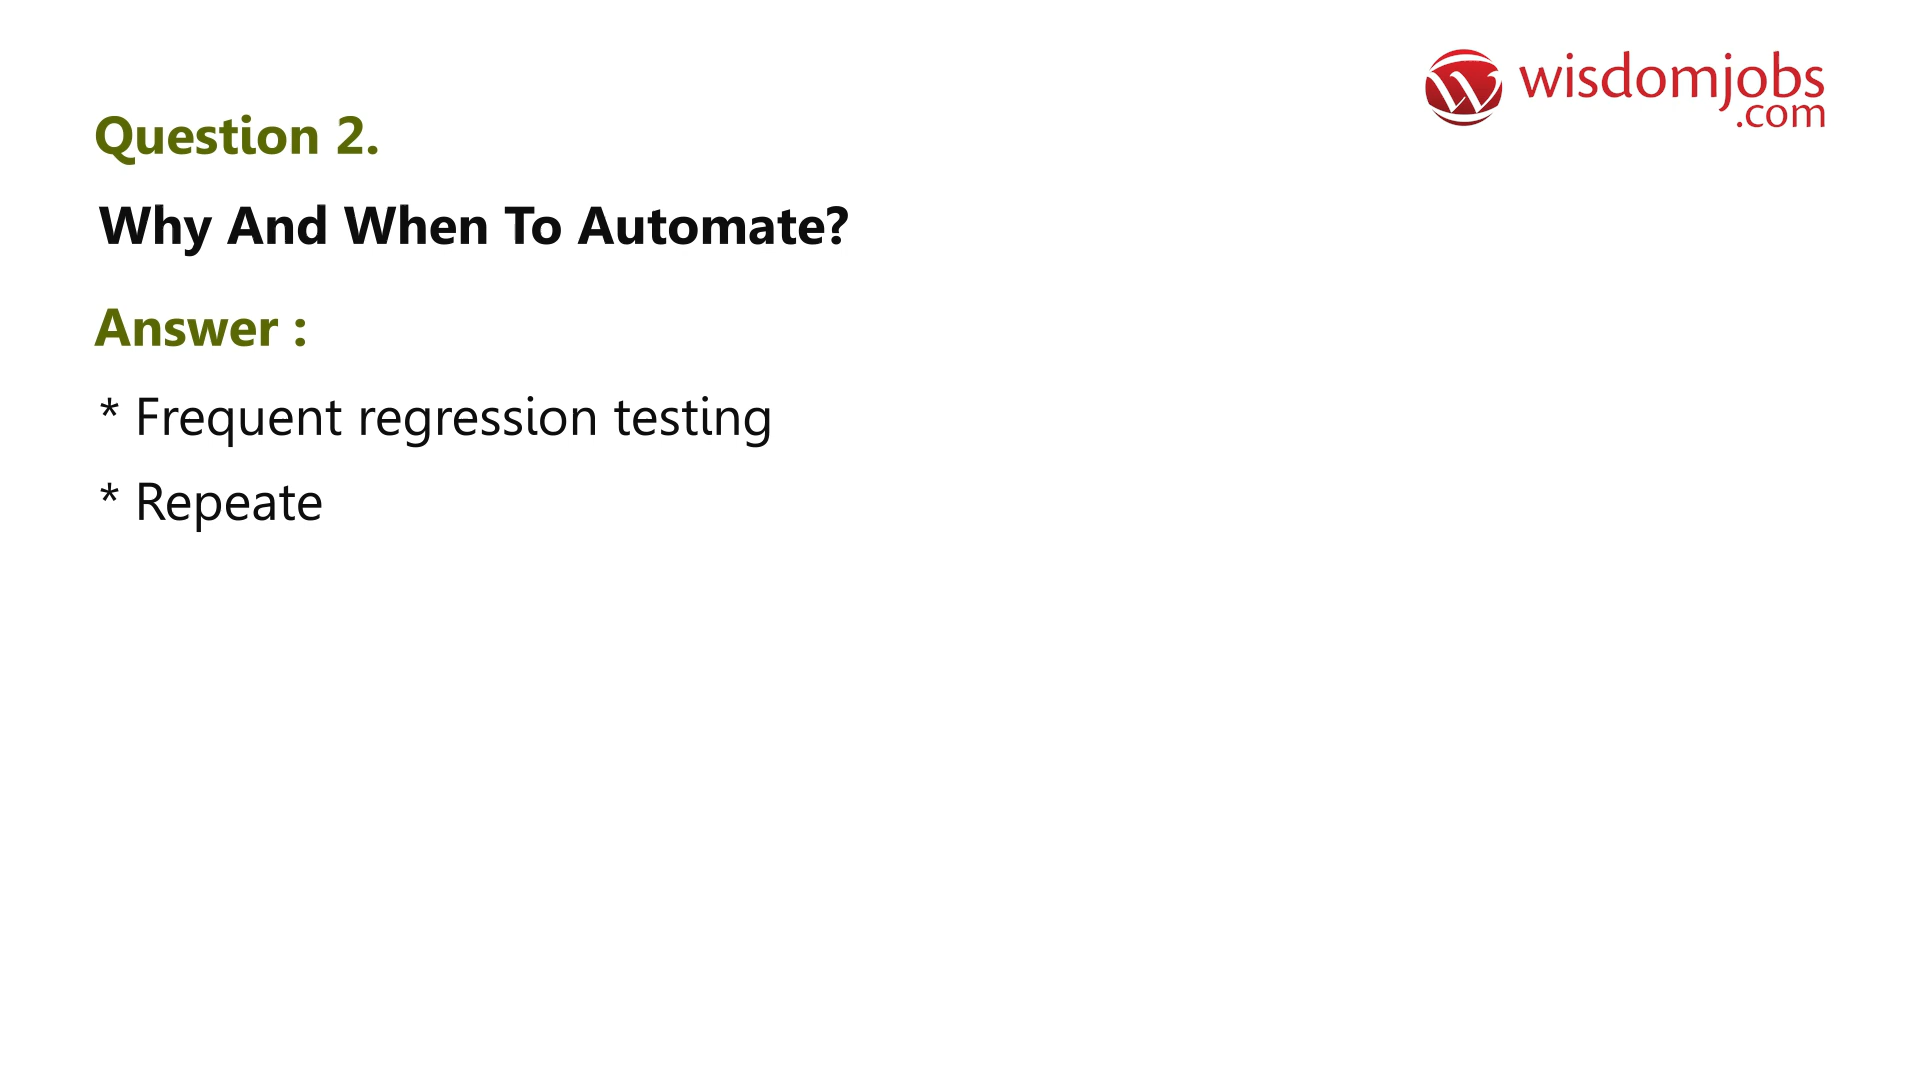 wisdomjobs
.com
Question 2.
Why And When To Automate?
Answer :
* Frequent regression testing
* Repeate